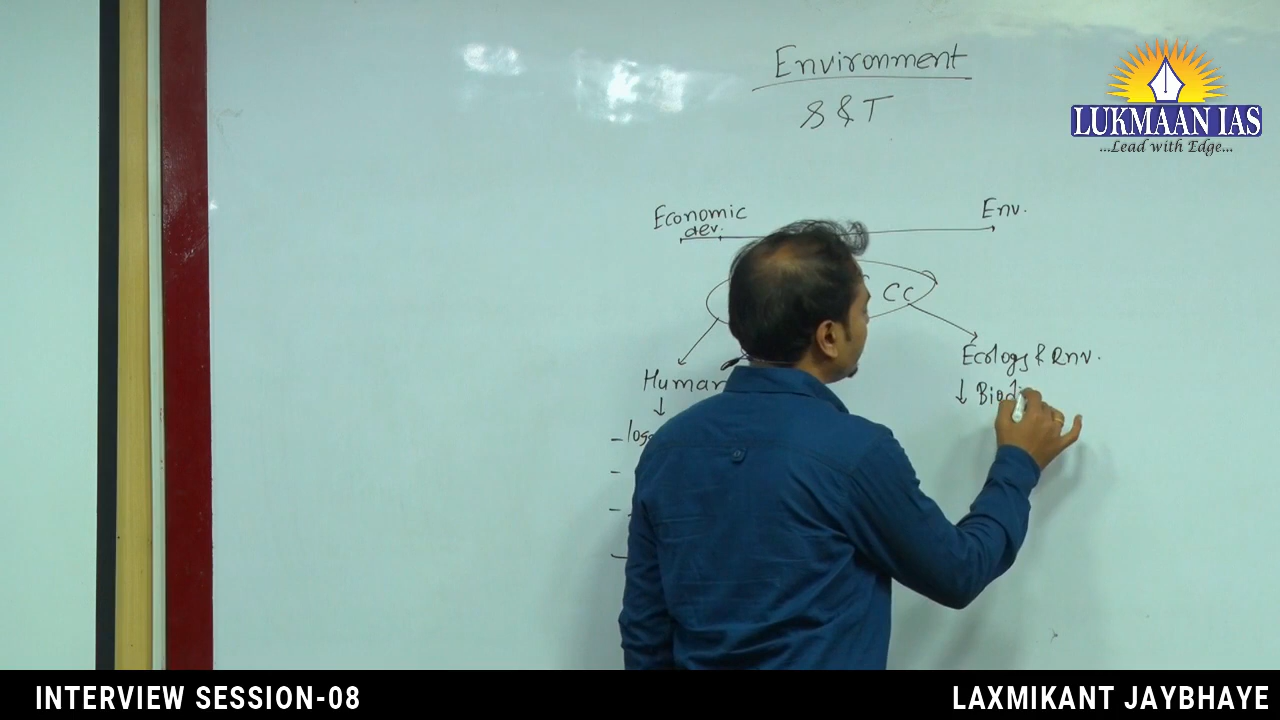 Environment
S & T
LUKMAAN IAS
...Lead with Edge...
Economic
dev.
Env.
CC
Human
Ecology & Env.
↓ Biodi
↓
INTERVIEW SESSION-08
LAXMIKANT JAYBHAYE